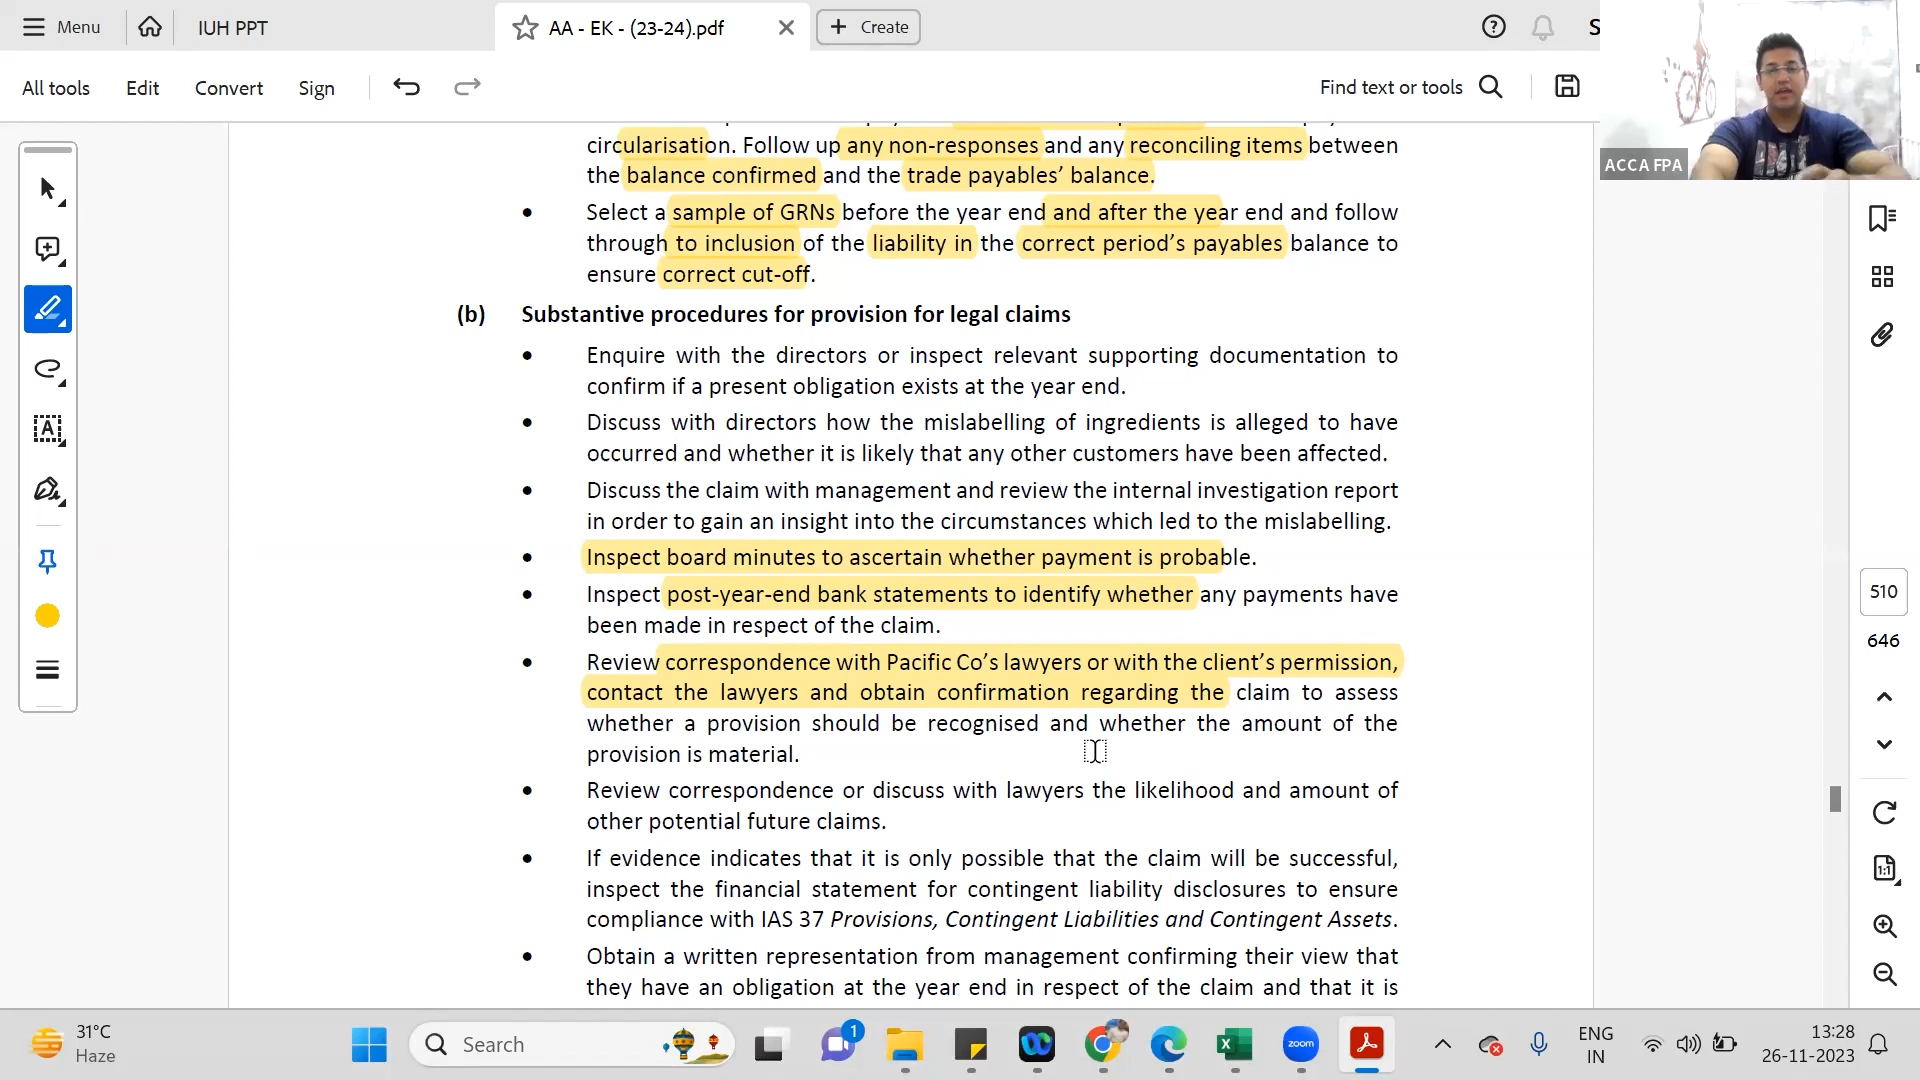 Menu
IUH PPT
AA - EK - (23-24).pdf
Create
S
All tools
Edit
Convert
Sign
Find text or tools
ACCA FPA
circularisation. Follow up any non-responses and any reconciling items between
the balance confirmed and the trade payables’ balance.
• Select a sample of GRNs before the year end and after the year end and follow
through to inclusion of the liability in the correct period’s payables balance to
ensure correct cut-off.
(b) Substantive procedures for provision for legal claims
• Enquire with the directors or inspect relevant supporting documentation to
confirm if a present obligation exists at the year end.
• Discuss with directors how the mislabelling of ingredients is alleged to have
occurred and whether it is likely that any other customers have been affected.
• Discuss the claim with management and review the internal investigation report
in order to gain an insight into the circumstances which led to the mislabelling.
• Inspect board minutes to ascertain whether payment is probable.
• Inspect post-year-end bank statements to identify whether any payments have
been made in respect of the claim.
• Review correspondence with Pacific Co’s lawyers or with the client’s permission,
contact the lawyers and obtain confirmation regarding the claim to assess
whether a provision should be recognised and whether the amount of the
provision is material.
• Review correspondence or discuss with lawyers the likelihood and amount of
other potential future claims.
• If evidence indicates that it is only possible that the claim will be successful,
inspect the financial statement for contingent liability disclosures to ensure
compliance with IAS 37 Provisions, Contingent Liabilities and Contingent Assets.
• Obtain a written representation from management confirming their view that
they have an obligation at the year end in respect of the claim and that it is
510
646
1:1
31°C
Haze
Search
1
zoom
ENG
IN
13:28
26-11-2023